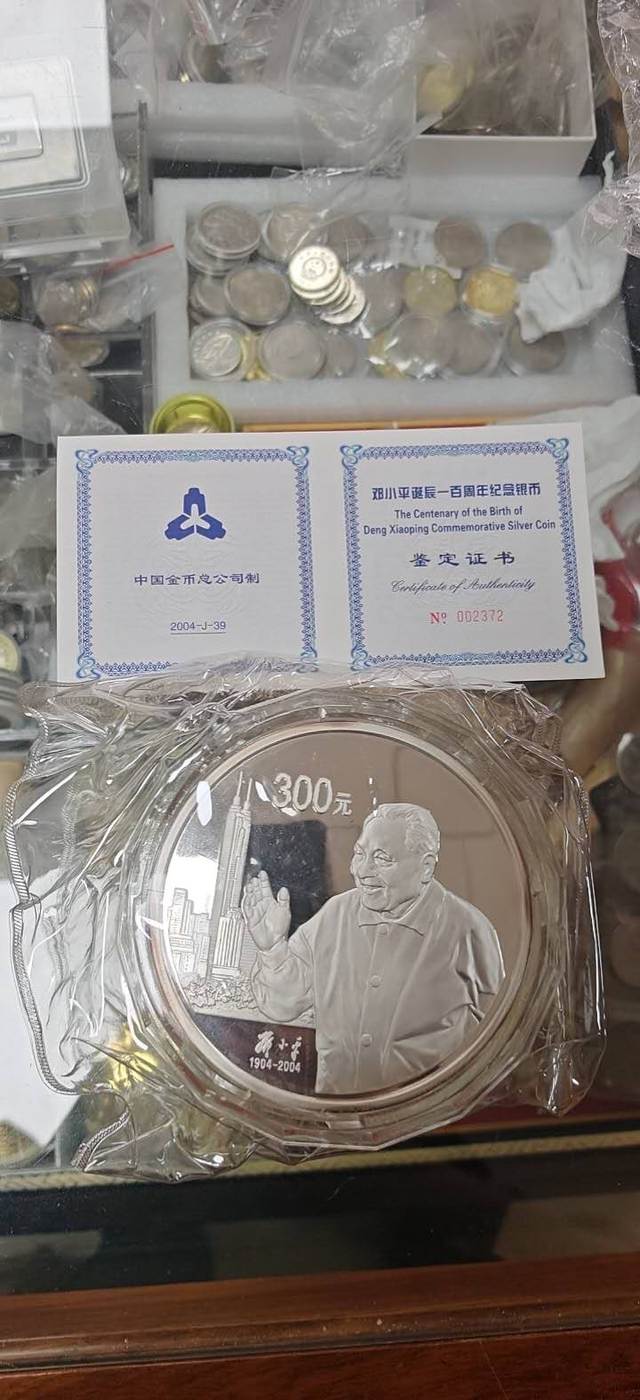 中国金币总公司制
2004-J-39
邓小平诞辰一百周年纪念银币
The Centenary of the Birth of
Deng Xiaoping Commemorative Silver Coin
鉴定证书
Certificate of Authenticity
Nº 002372
300元
邓小平
1904-2004